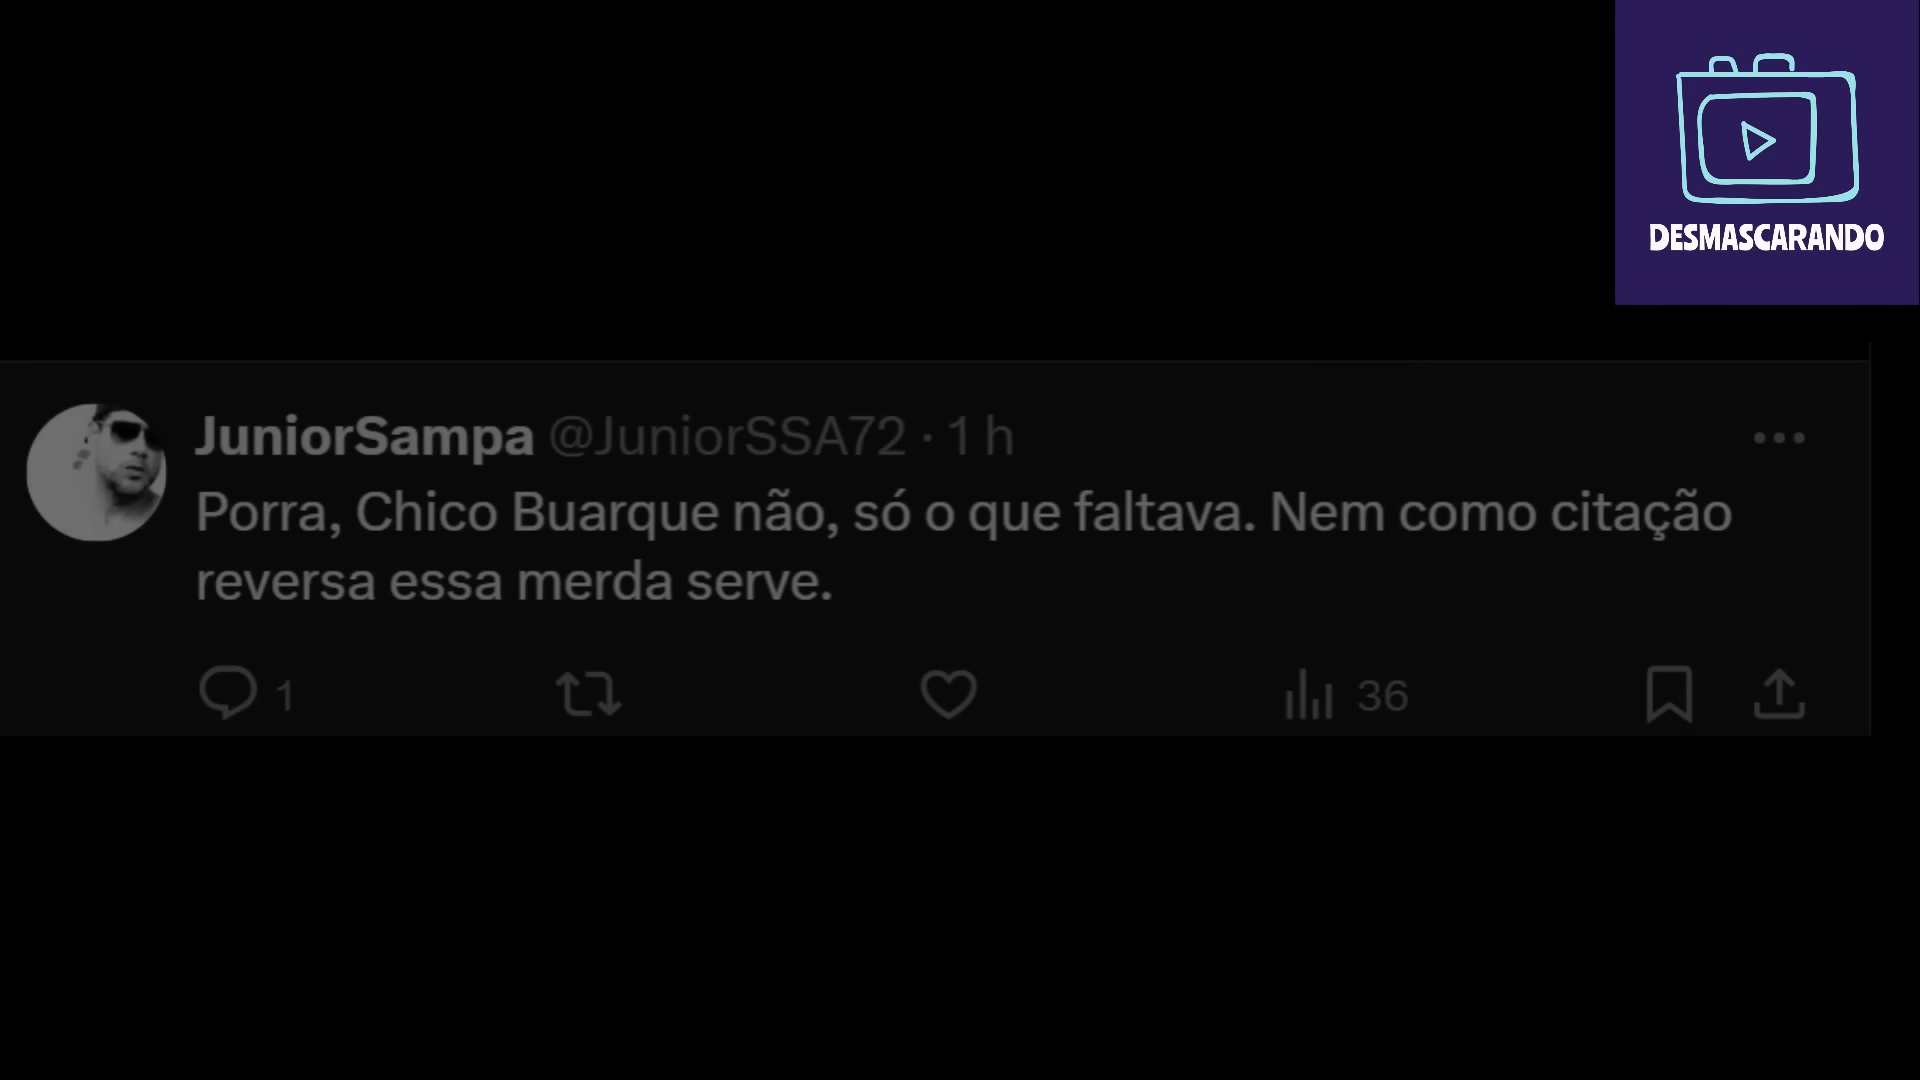 DESMASCARANDO
JuniorSampa @JuniorSSA72 · 1 h
Porra, Chico Buarque não, só o que faltava. Nem como citação
reversa essa merda serve.
1 36